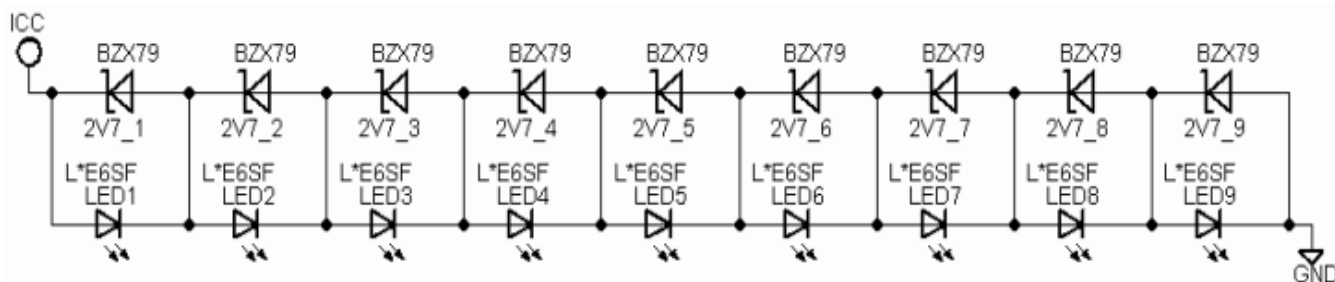 ICC
BZX79 BZX79 BZX79 BZX79 BZX79 BZX79 BZX79 BZX79 BZX79
2V7_1 2V7_2 2V7_3 2V7_4 2V7_5 2V7_6 2V7_7 2V7_8 2V7_9
L*E6SF L*E6SF L*E6SF L*E6SF L*E6SF L*E6SF L*E6SF L*E6SF L*E6SF
LED1 LED2 LED3 LED4 LED5 LED6 LED7 LED8 LED9
GND